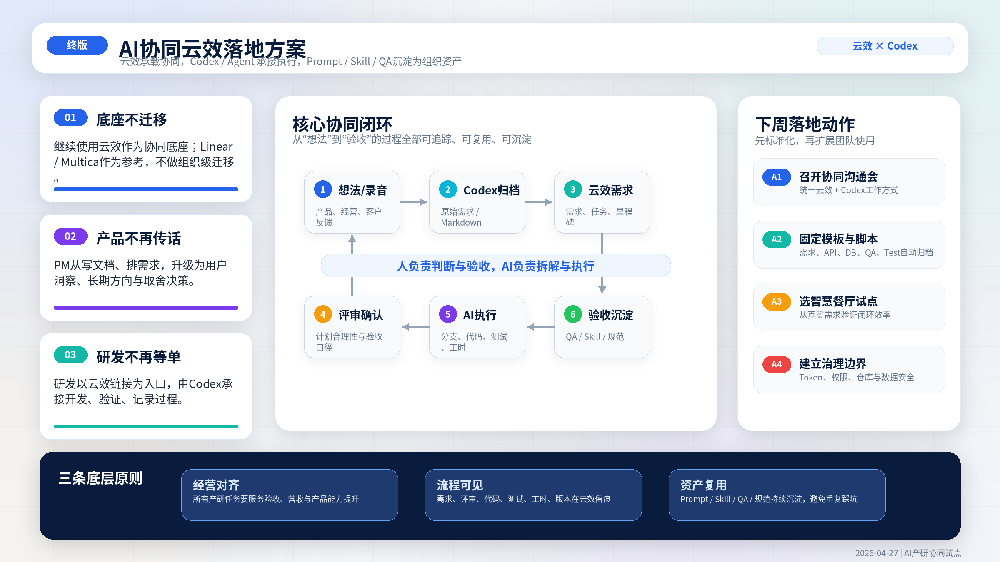 终版
AI协同云效落地方案
云效承载协同，Codex / Agent 承接执行，Prompt / Skill / QA沉淀为组织资产
云效 × Codex
01
底座不迁移
继续使用云效作为协同底座；Linear
/ Multica作为参考，不做组织级迁移
。
02
产品不再传话
PM从写文档、排需求，升级为用户
洞察、长期方向与取舍决策。
03
研发不再等单
研发以云效链接为入口，由Codex承
接开发、验证、记录过程。
核心协同闭环
从“想法”到“验收”的过程全部可追踪、可复用、可沉淀
1
想法/录音
产品、经营、客户
反馈
2
Codex归档
原始需求 /
Markdown
3
云效需求
需求、任务、里程
碑
人负责判断与验收，AI负责拆解与执行
4
评审确认
计划合理性与验收
口径
5
AI执行
分支、代码、测试
、工时
6
验收沉淀
QA / Skill / 规范
下周落地动作
先标准化，再扩展团队使用
A1
召开协同沟通会
统一云效 + Codex工作方式
A2
固定模板与脚本
需求、API、DB、QA、Test自动归档
A3
选智慧餐厅试点
从真实需求验证闭环效率
A4
建立治理边界
Token、权限、仓库与数据安全
三条底层原则
经营对齐
所有产研任务要服务验收、营收与产品能力提升
流程可见
需求、评审、代码、测试、工时、版本在云效留痕
资产复用
Prompt / Skill / QA / 规范持续沉淀，避免重复踩坑
2026-04-27 | AI产研协同试点